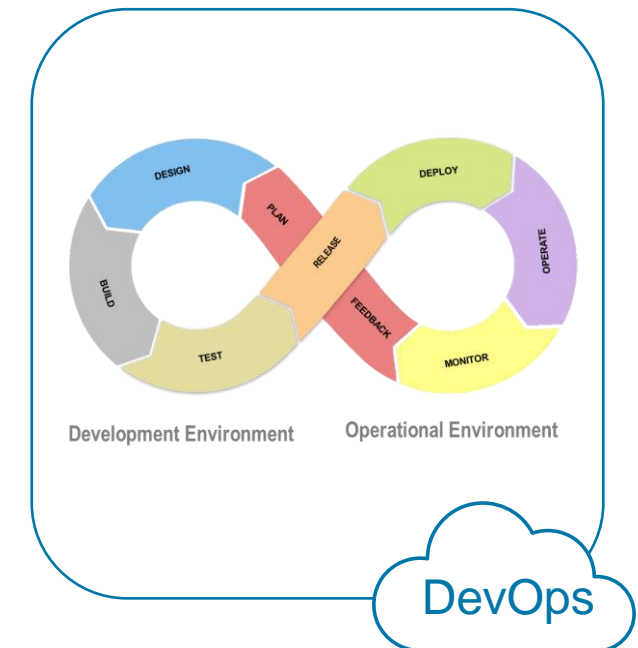 DESIGN
PLAN
BUILD
TEST
RELEASE
DEPLOY
OPERATE
MONITOR
FEEDBACK
Development Environment
Operational Environment
DevOps